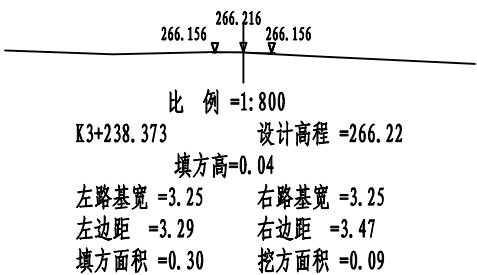 266.216
266.156 266.156
比 例 =1:800
K3+238.373 设计高程 =266.22
填方高=0.04
左路基宽 =3.25 右路基宽 =3.25
左边距 =3.29 右边距 =3.47
填方面积 =0.30 挖方面积 =0.09